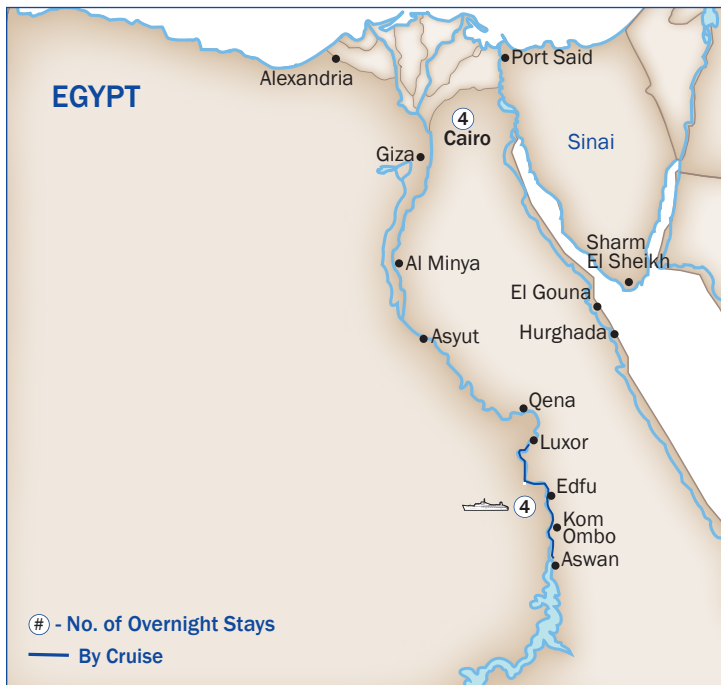 Alexandria
Port Said
EGYPT
4
Cairo
Sinai
Giza
Sharm
El Sheikh
Al Minya
El Gouna
Hurghada
Asyut
Qena
Luxor
Edfu
4
Kom
Ombo
Aswan
# - No. of Overnight Stays
By Cruise